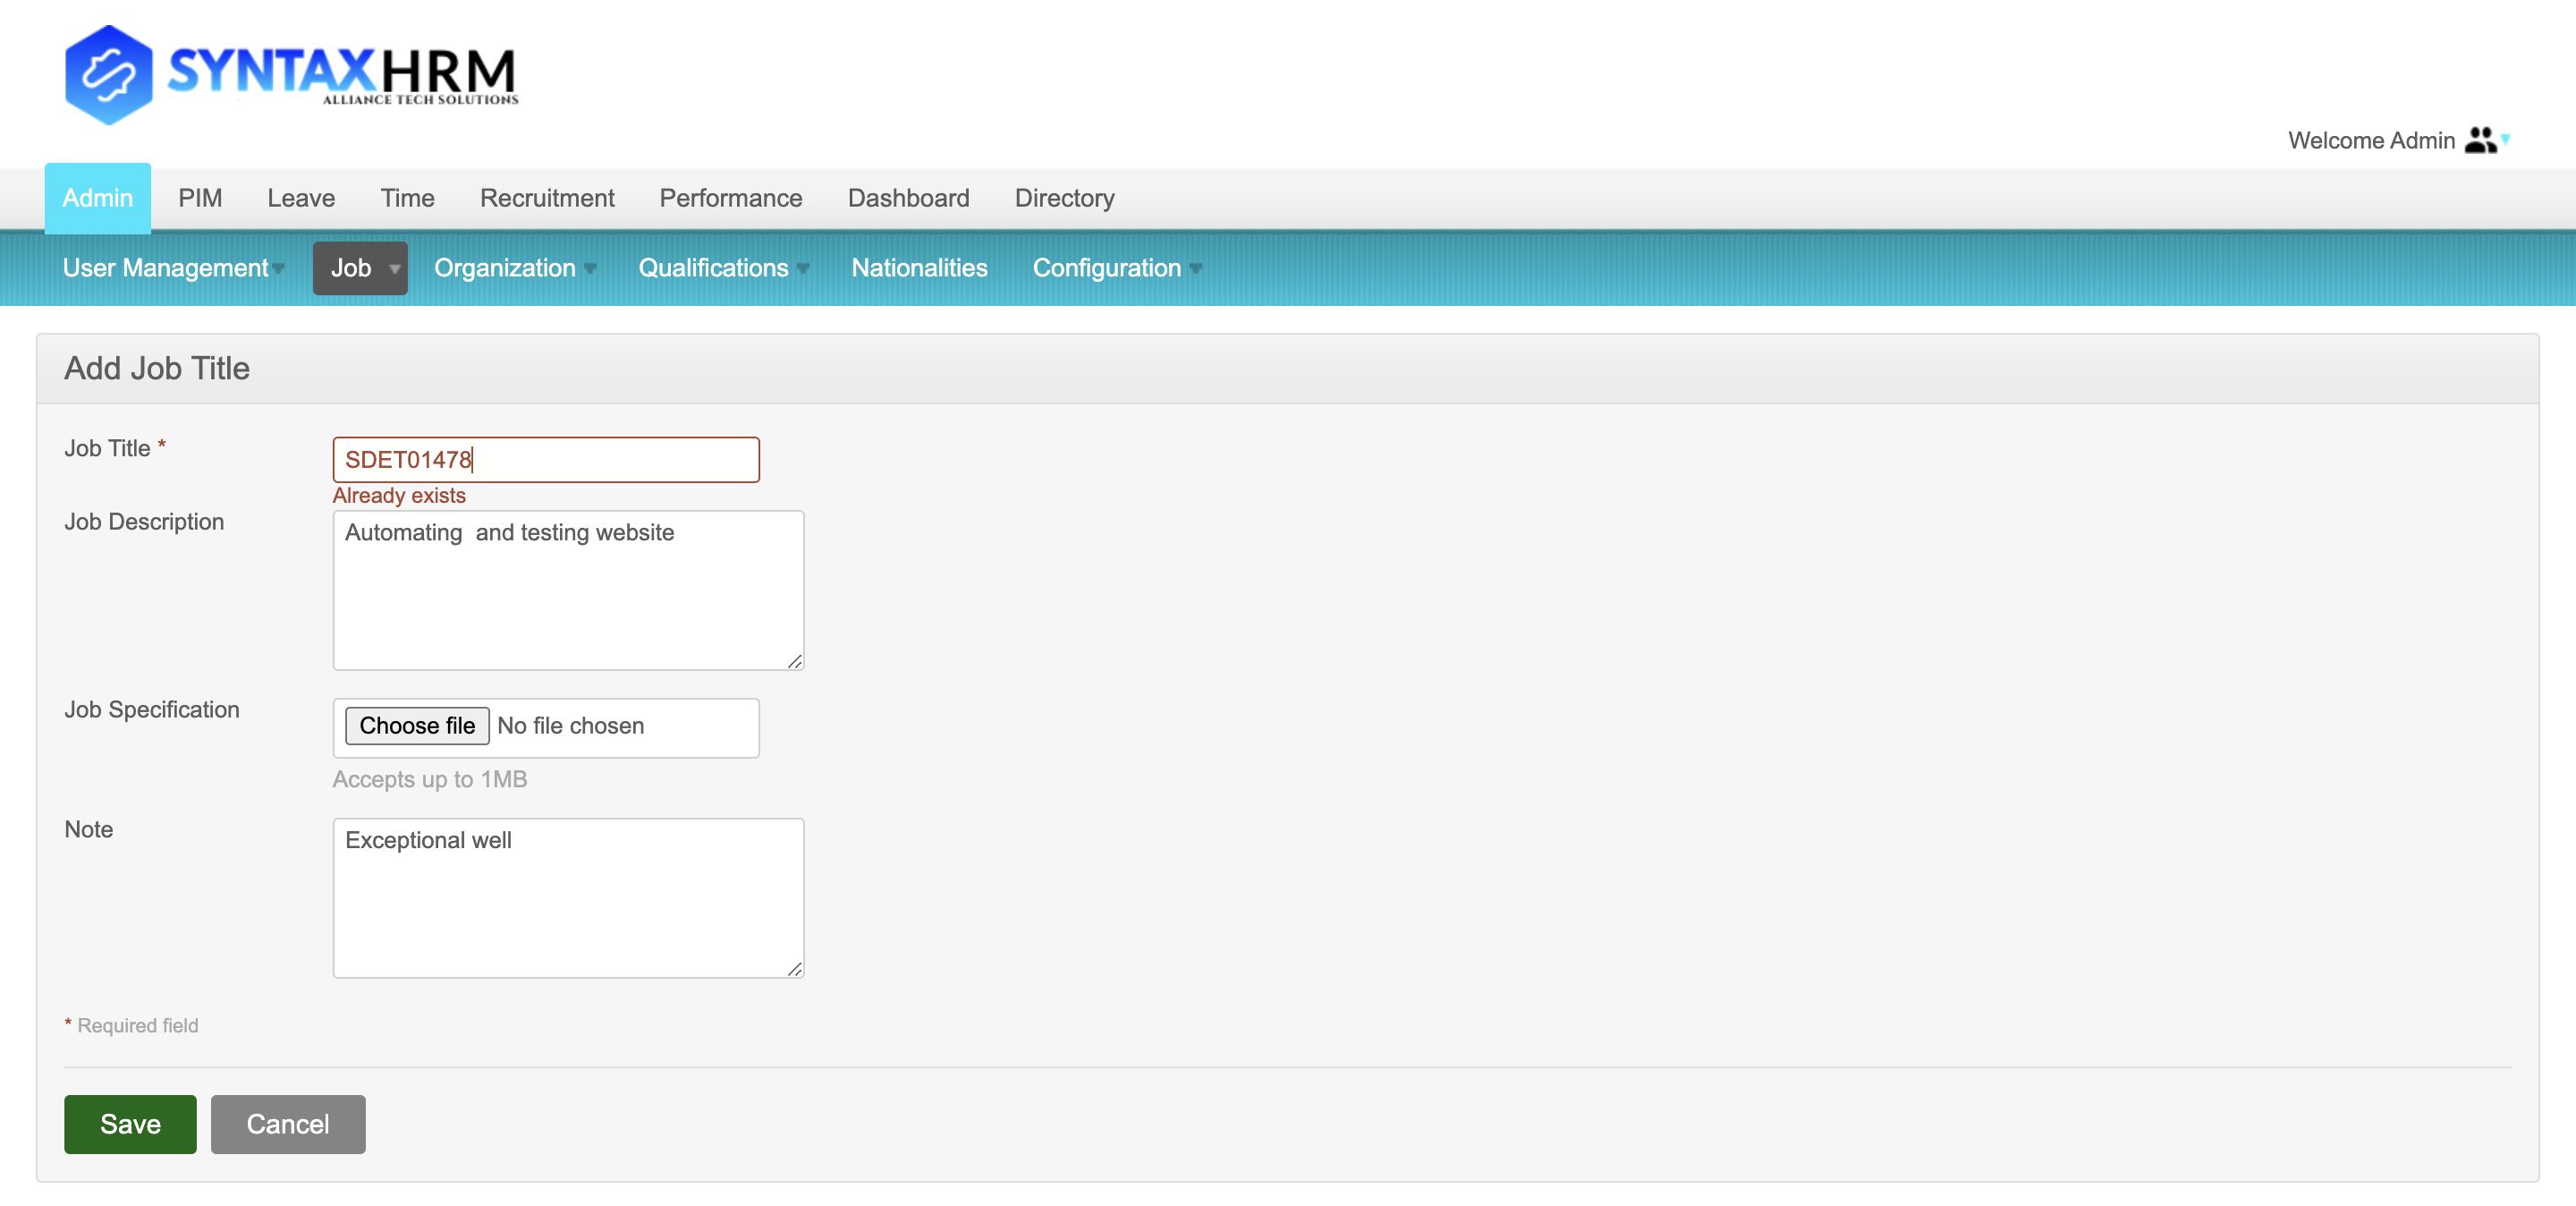 SYNTAXHRM
ALLIANCE TECH SOLUTIONS
Welcome Admin
Admin PIM Leave Time Recruitment Performance Dashboard Directory
User Management Job Organization Qualifications Nationalities Configuration
Add Job Title
Job Title * SDET01478
Already exists
Job Description Automating  and testing website
Job Specification Choose file No file chosen
Accepts up to 1MB
Note Exceptional well
* Required field
Save Cancel